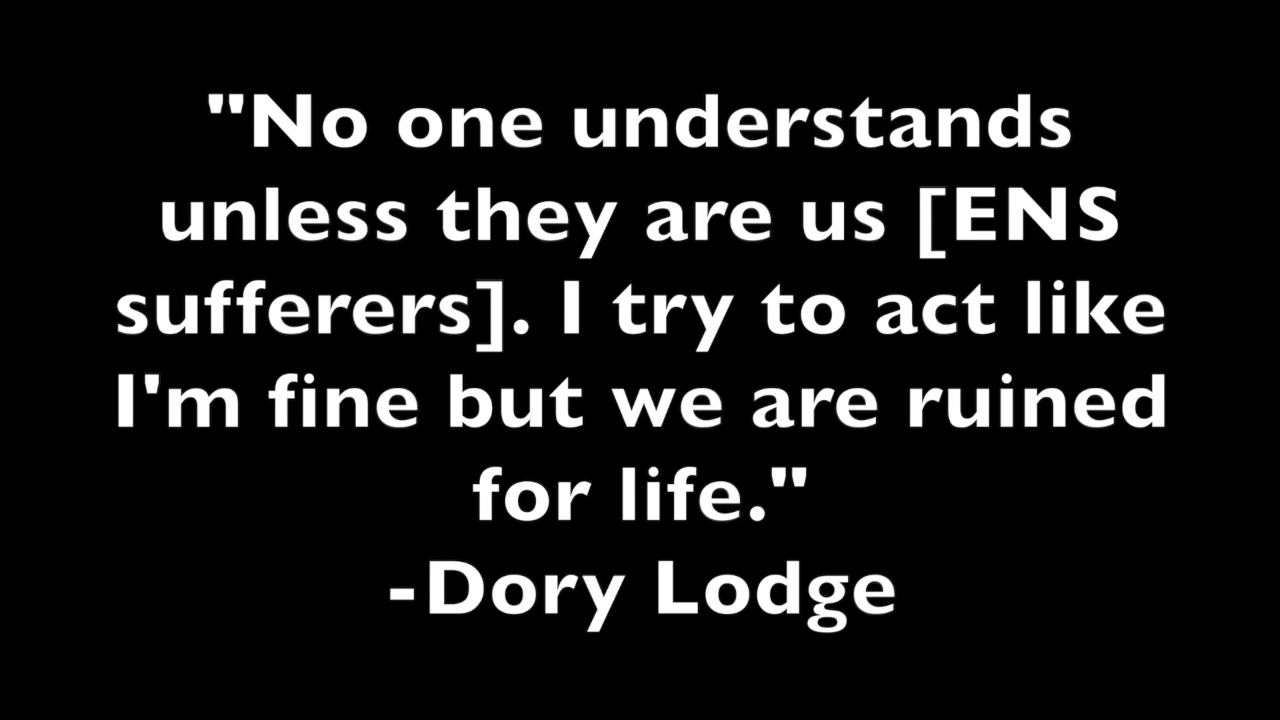 "No one understands
unless they are us [ENS
sufferers]. I try to act like
I'm fine but we are ruined
for life."
-Dory Lodge